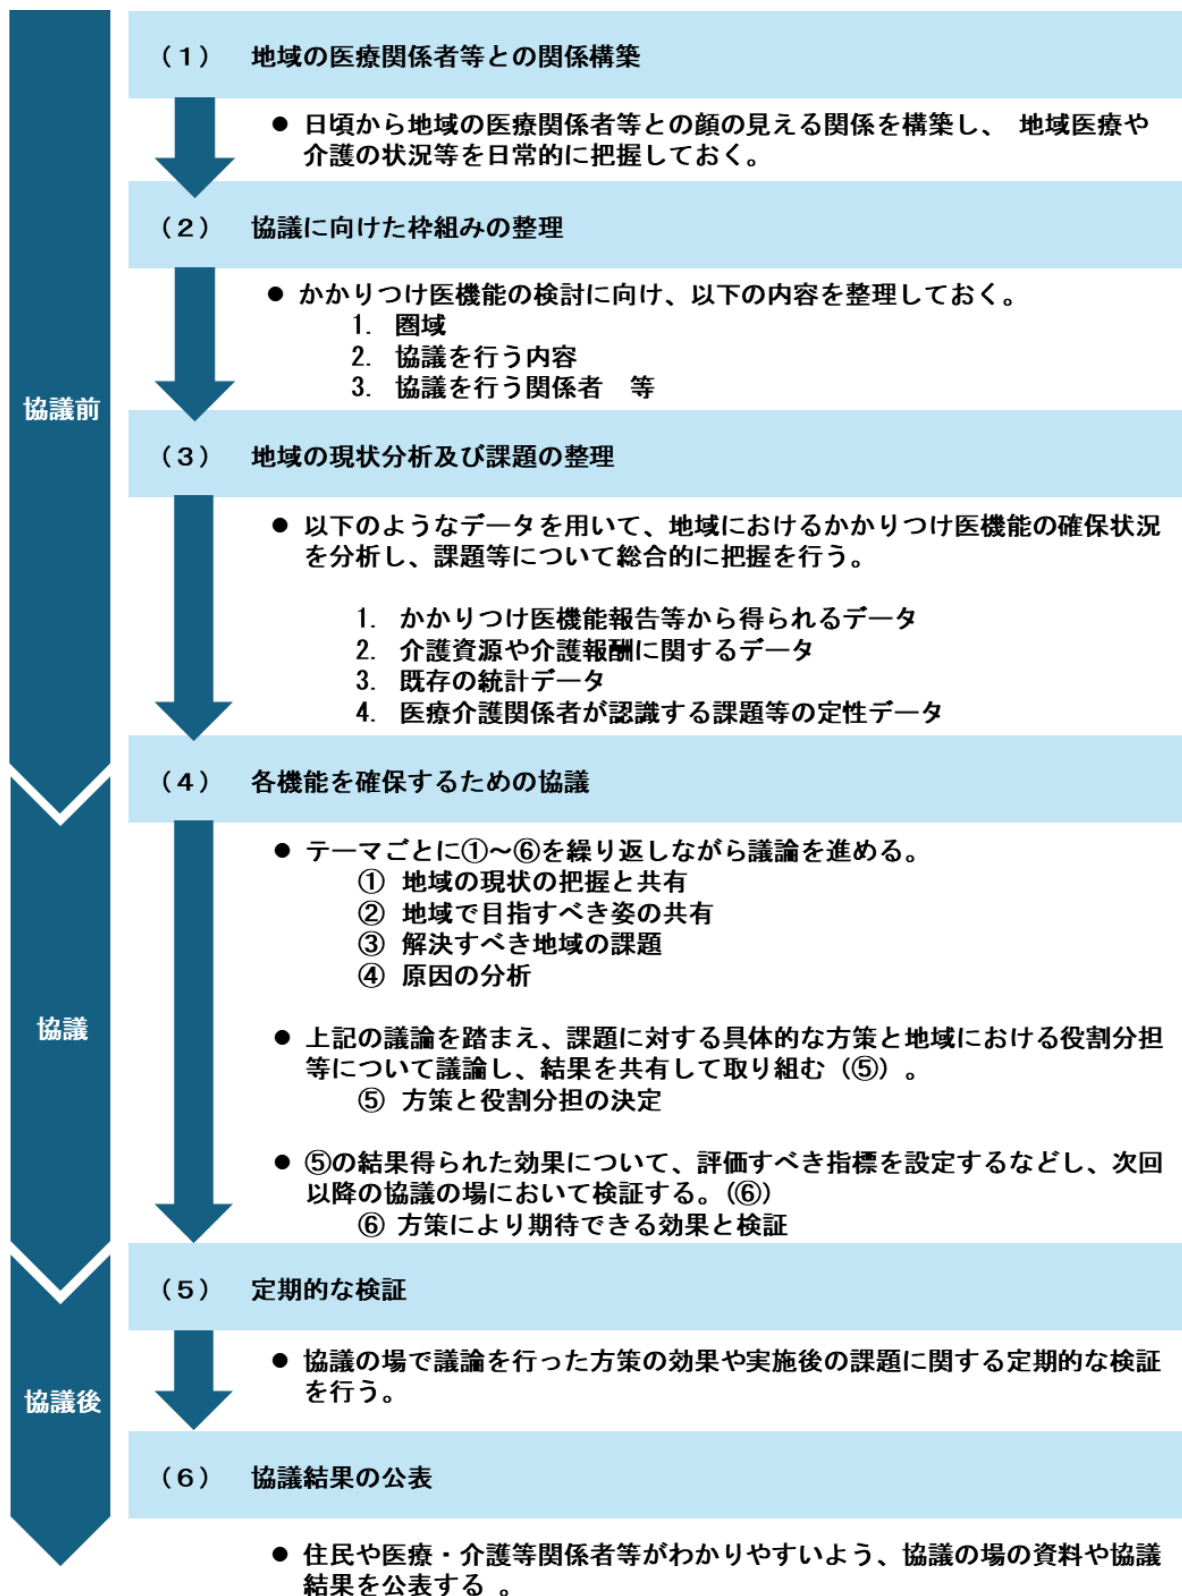 協議前
(１) 地域の医療関係者等との関係構築
● 日頃から地域の医療関係者等との顔の見える関係を構築し、 地域医療や
介護の状況等を日常的に把握しておく。
(２) 協議に向けた枠組みの整理
● かかりつけ医機能の検討に向け、以下の内容を整理しておく。
1. 圏域
2. 協議を行う内容
3. 協議を行う関係者　等
(３) 地域の現状分析及び課題の整理
● 以下のようなデータを用いて、地域におけるかかりつけ医機能の確保状況
を分析し、課題等について総合的に把握を行う。
1. かかりつけ医機能報告等から得られるデータ
2. 介護資源や介護報酬に関するデータ
3. 既存の統計データ
4. 医療介護関係者が認識する課題等の定性データ
協議
(４) 各機能を確保するための協議
● テーマごとに①～⑥を繰り返しながら議論を進める。
① 地域の現状の把握と共有
② 地域で目指すべき姿の共有
③ 解決すべき地域の課題
④ 原因の分析
● 上記の議論を踏まえ、課題に対する具体的な方策と地域における役割分担
等について議論し、結果を共有して取り組む（⑤）。
⑤ 方策と役割分担の決定
● ⑤の結果得られた効果について、評価すべき指標を設定するなどし、次回
以降の協議の場において検証する。(⑥)
⑥ 方策により期待できる効果と検証
協議後
(５) 定期的な検証
● 協議の場で議論を行った方策の効果や実施後の課題に関する定期的な検証
を行う。
(６) 協議結果の公表
● 住民や医療・介護等関係者等がわかりやすいよう、協議の場の資料や協議
結果を公表する 。